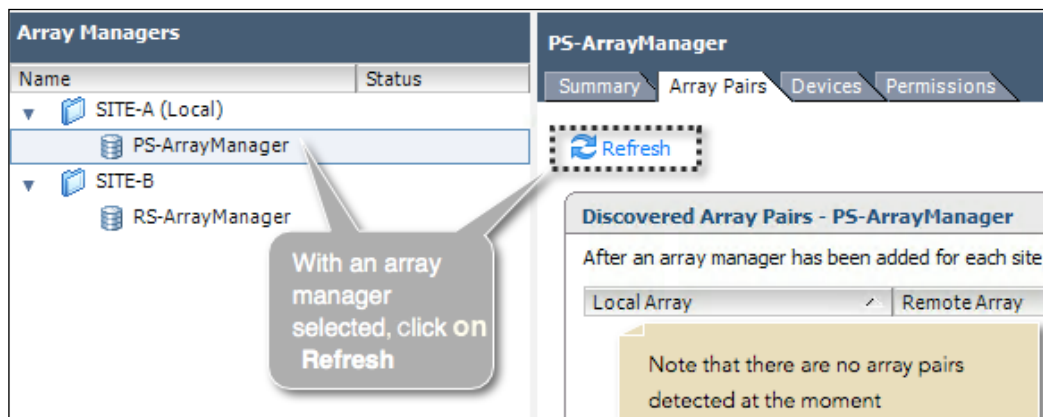 Array Managers
Name Status
SITE-A (Local)
PS-ArrayManager
SITE-B
RS-ArrayManager
With an array
manager
selected, click on
Refresh
PS-ArrayManager
Summary Array Pairs Devices Permissions
Refresh
Discovered Array Pairs - PS-ArrayManager
After an array manager has been added for each site
Local Array Remote Array
Note that there are no array pairs
detected at the moment